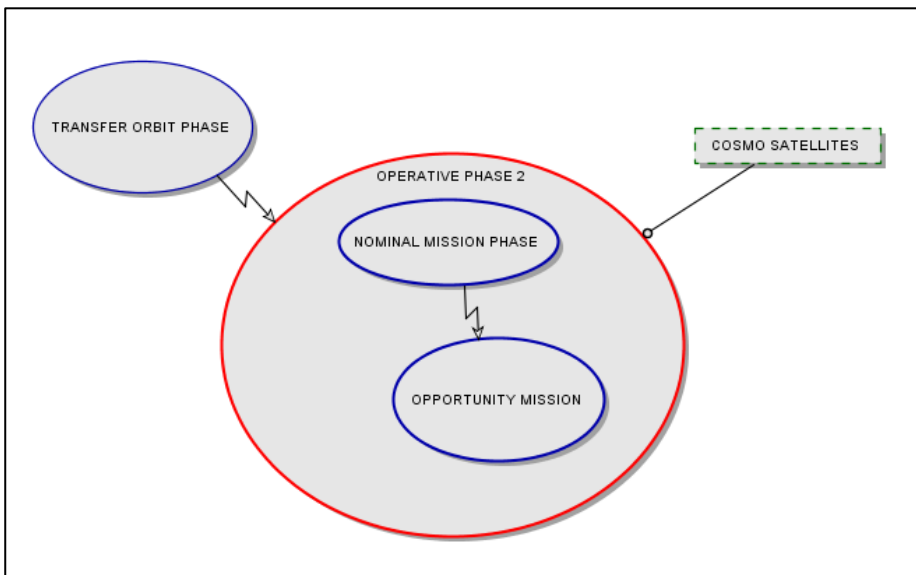 TRANSFER ORBIT PHASE
COSMO SATELLITES
OPERATIVE PHASE 2
NOMINAL MISSION PHASE
OPPORTUNITY MISSION